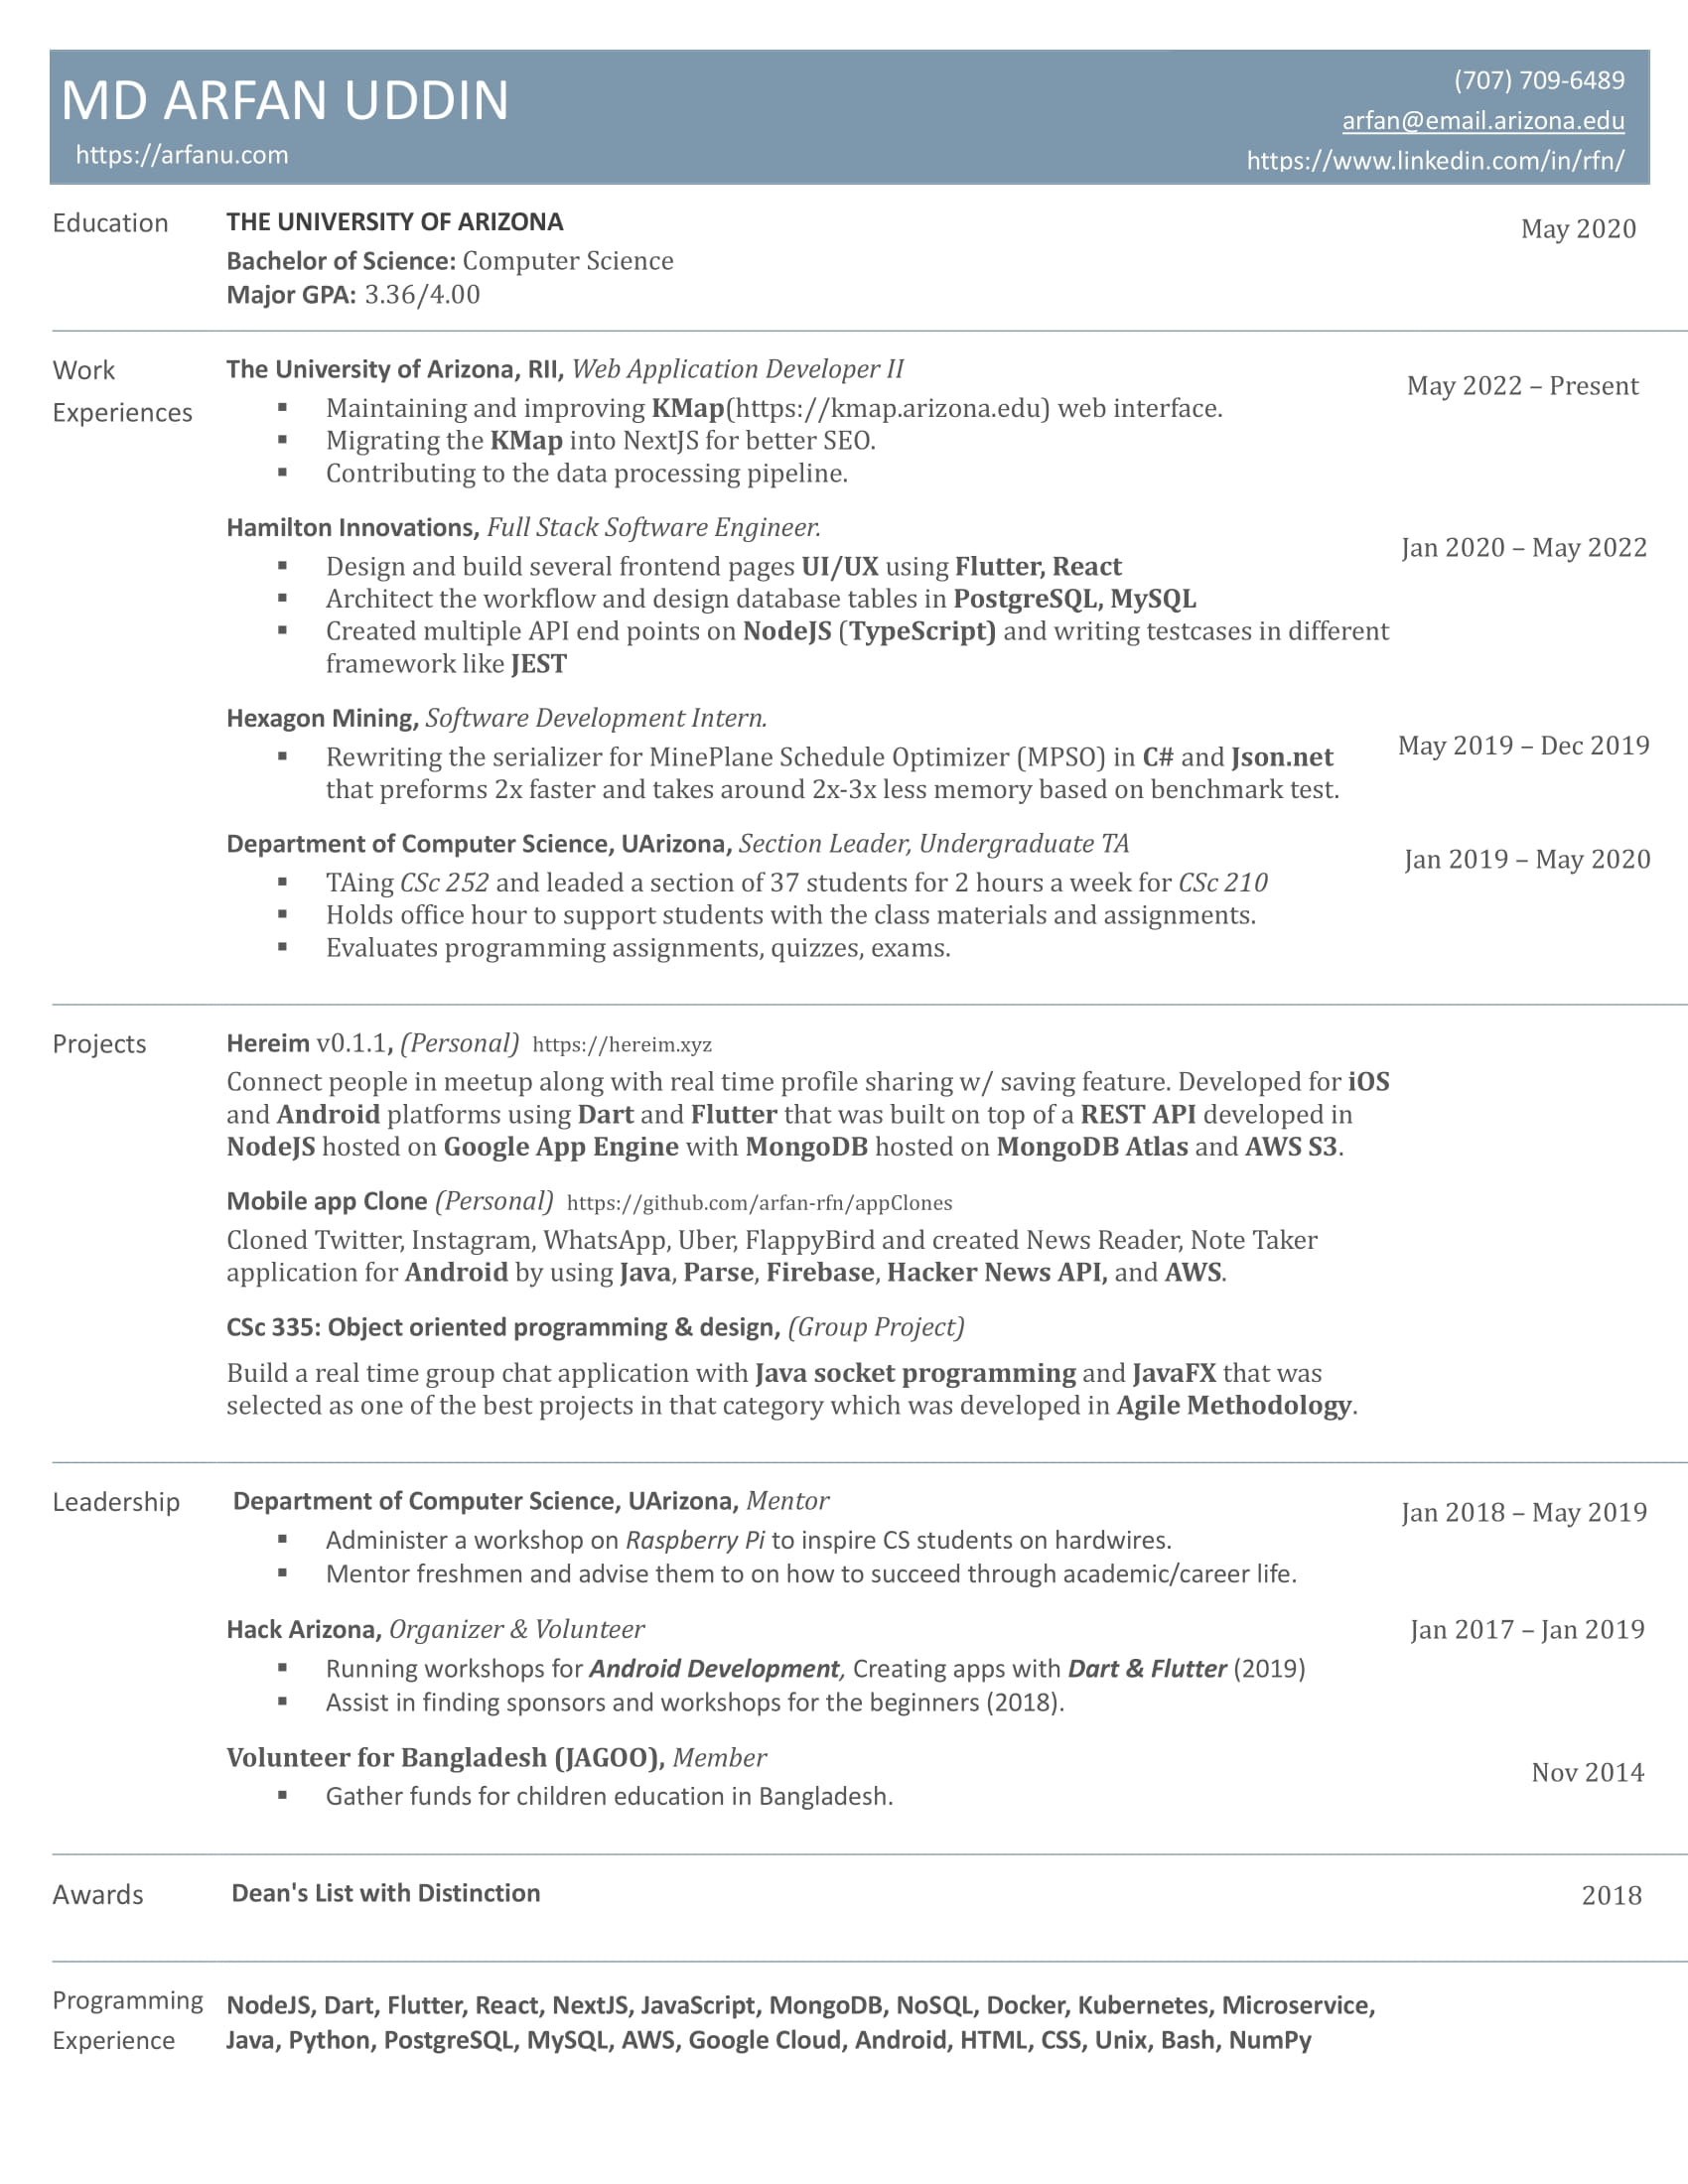 MD ARFAN UDDIN
https://arfanu.com
(707) 709-6489
arfan@email.arizona.edu
https://www.linkedin.com/in/rfn/
Education
THE UNIVERSITY OF ARIZONA
May 2020
Bachelor of Science: Computer Science
Major GPA: 3.36/4.00
Work
Experiences
The University of Arizona, RII, Web Application Developer II
May 2022 – Present
▪ Maintaining and improving KMap(https://kmap.arizona.edu) web interface.
▪ Migrating the KMap into NextJS for better SEO.
▪ Contributing to the data processing pipeline.
Hamilton Innovations, Full Stack Software Engineer.
Jan 2020 – May 2022
▪ Design and build several frontend pages UI/UX using Flutter, React
▪ Architect the workflow and design database tables in PostgreSQL, MySQL
▪ Created multiple API end points on NodeJS (TypeScript) and writing testcases in different
framework like JEST
Hexagon Mining, Software Development Intern.
May 2019 – Dec 2019
▪ Rewriting the serializer for MinePlane Schedule Optimizer (MPSO) in C# and Json.net
that preforms 2x faster and takes around 2x-3x less memory based on benchmark test.
Department of Computer Science, UArizona, Section Leader, Undergraduate TA
Jan 2019 – May 2020
▪ TAing CSc 252 and leaded a section of 37 students for 2 hours a week for CSc 210
▪ Holds office hour to support students with the class materials and assignments.
▪ Evaluates programming assignments, quizzes, exams.
Projects
Hereim v0.1.1, (Personal) https://hereim.xyz
Connect people in meetup along with real time profile sharing w/ saving feature. Developed for iOS
and Android platforms using Dart and Flutter that was built on top of a REST API developed in
NodeJS hosted on Google App Engine with MongoDB hosted on MongoDB Atlas and AWS S3.
Mobile app Clone (Personal) https://github.com/arfan-rfn/appClones
Cloned Twitter, Instagram, WhatsApp, Uber, FlappyBird and created News Reader, Note Taker
application for Android by using Java, Parse, Firebase, Hacker News API, and AWS.
CSc 335: Object oriented programming & design, (Group Project)
Build a real time group chat application with Java socket programming and JavaFX that was
selected as one of the best projects in that category which was developed in Agile Methodology.
Leadership
Department of Computer Science, UArizona, Mentor
Jan 2018 – May 2019
▪ Administer a workshop on Raspberry Pi to inspire CS students on hardwires.
▪ Mentor freshmen and advise them to on how to succeed through academic/career life.
Hack Arizona, Organizer & Volunteer
Jan 2017 – Jan 2019
▪ Running workshops for Android Development, Creating apps with Dart & Flutter (2019)
▪ Assist in finding sponsors and workshops for the beginners (2018).
Volunteer for Bangladesh (JAGOO), Member
Nov 2014
▪ Gather funds for children education in Bangladesh.
Awards
Dean's List with Distinction
2018
Programming
Experience
NodeJS, Dart, Flutter, React, NextJS, JavaScript, MongoDB, NoSQL, Docker, Kubernetes, Microservice,
Java, Python, PostgreSQL, MySQL, AWS, Google Cloud, Android, HTML, CSS, Unix, Bash, NumPy